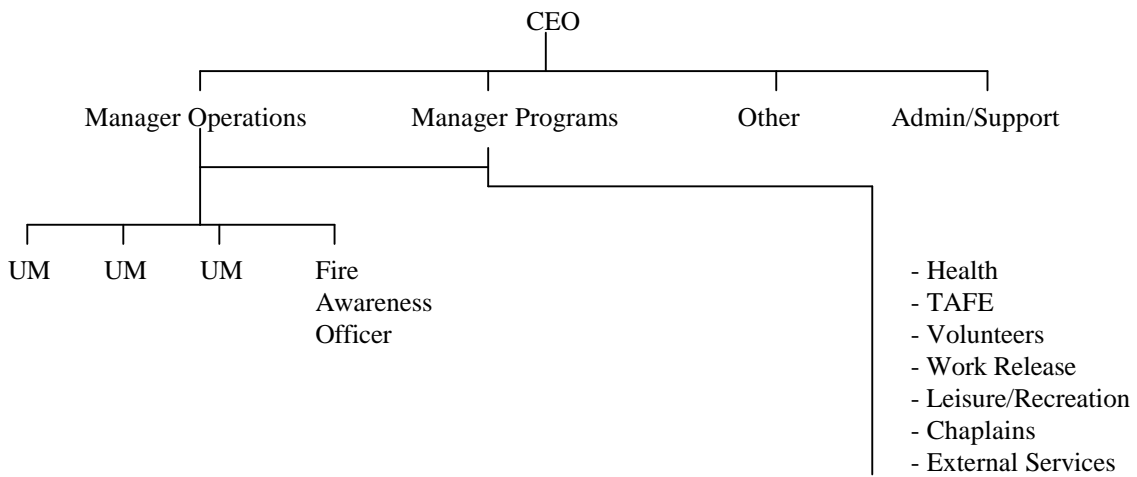 CEO
Manager Operations Manager Programs Other Admin/Support
UM UM UM Fire
Awareness
Officer
- Health
- TAFE
- Volunteers
- Work Release
- Leisure/Recreation
- Chaplains
- External Services